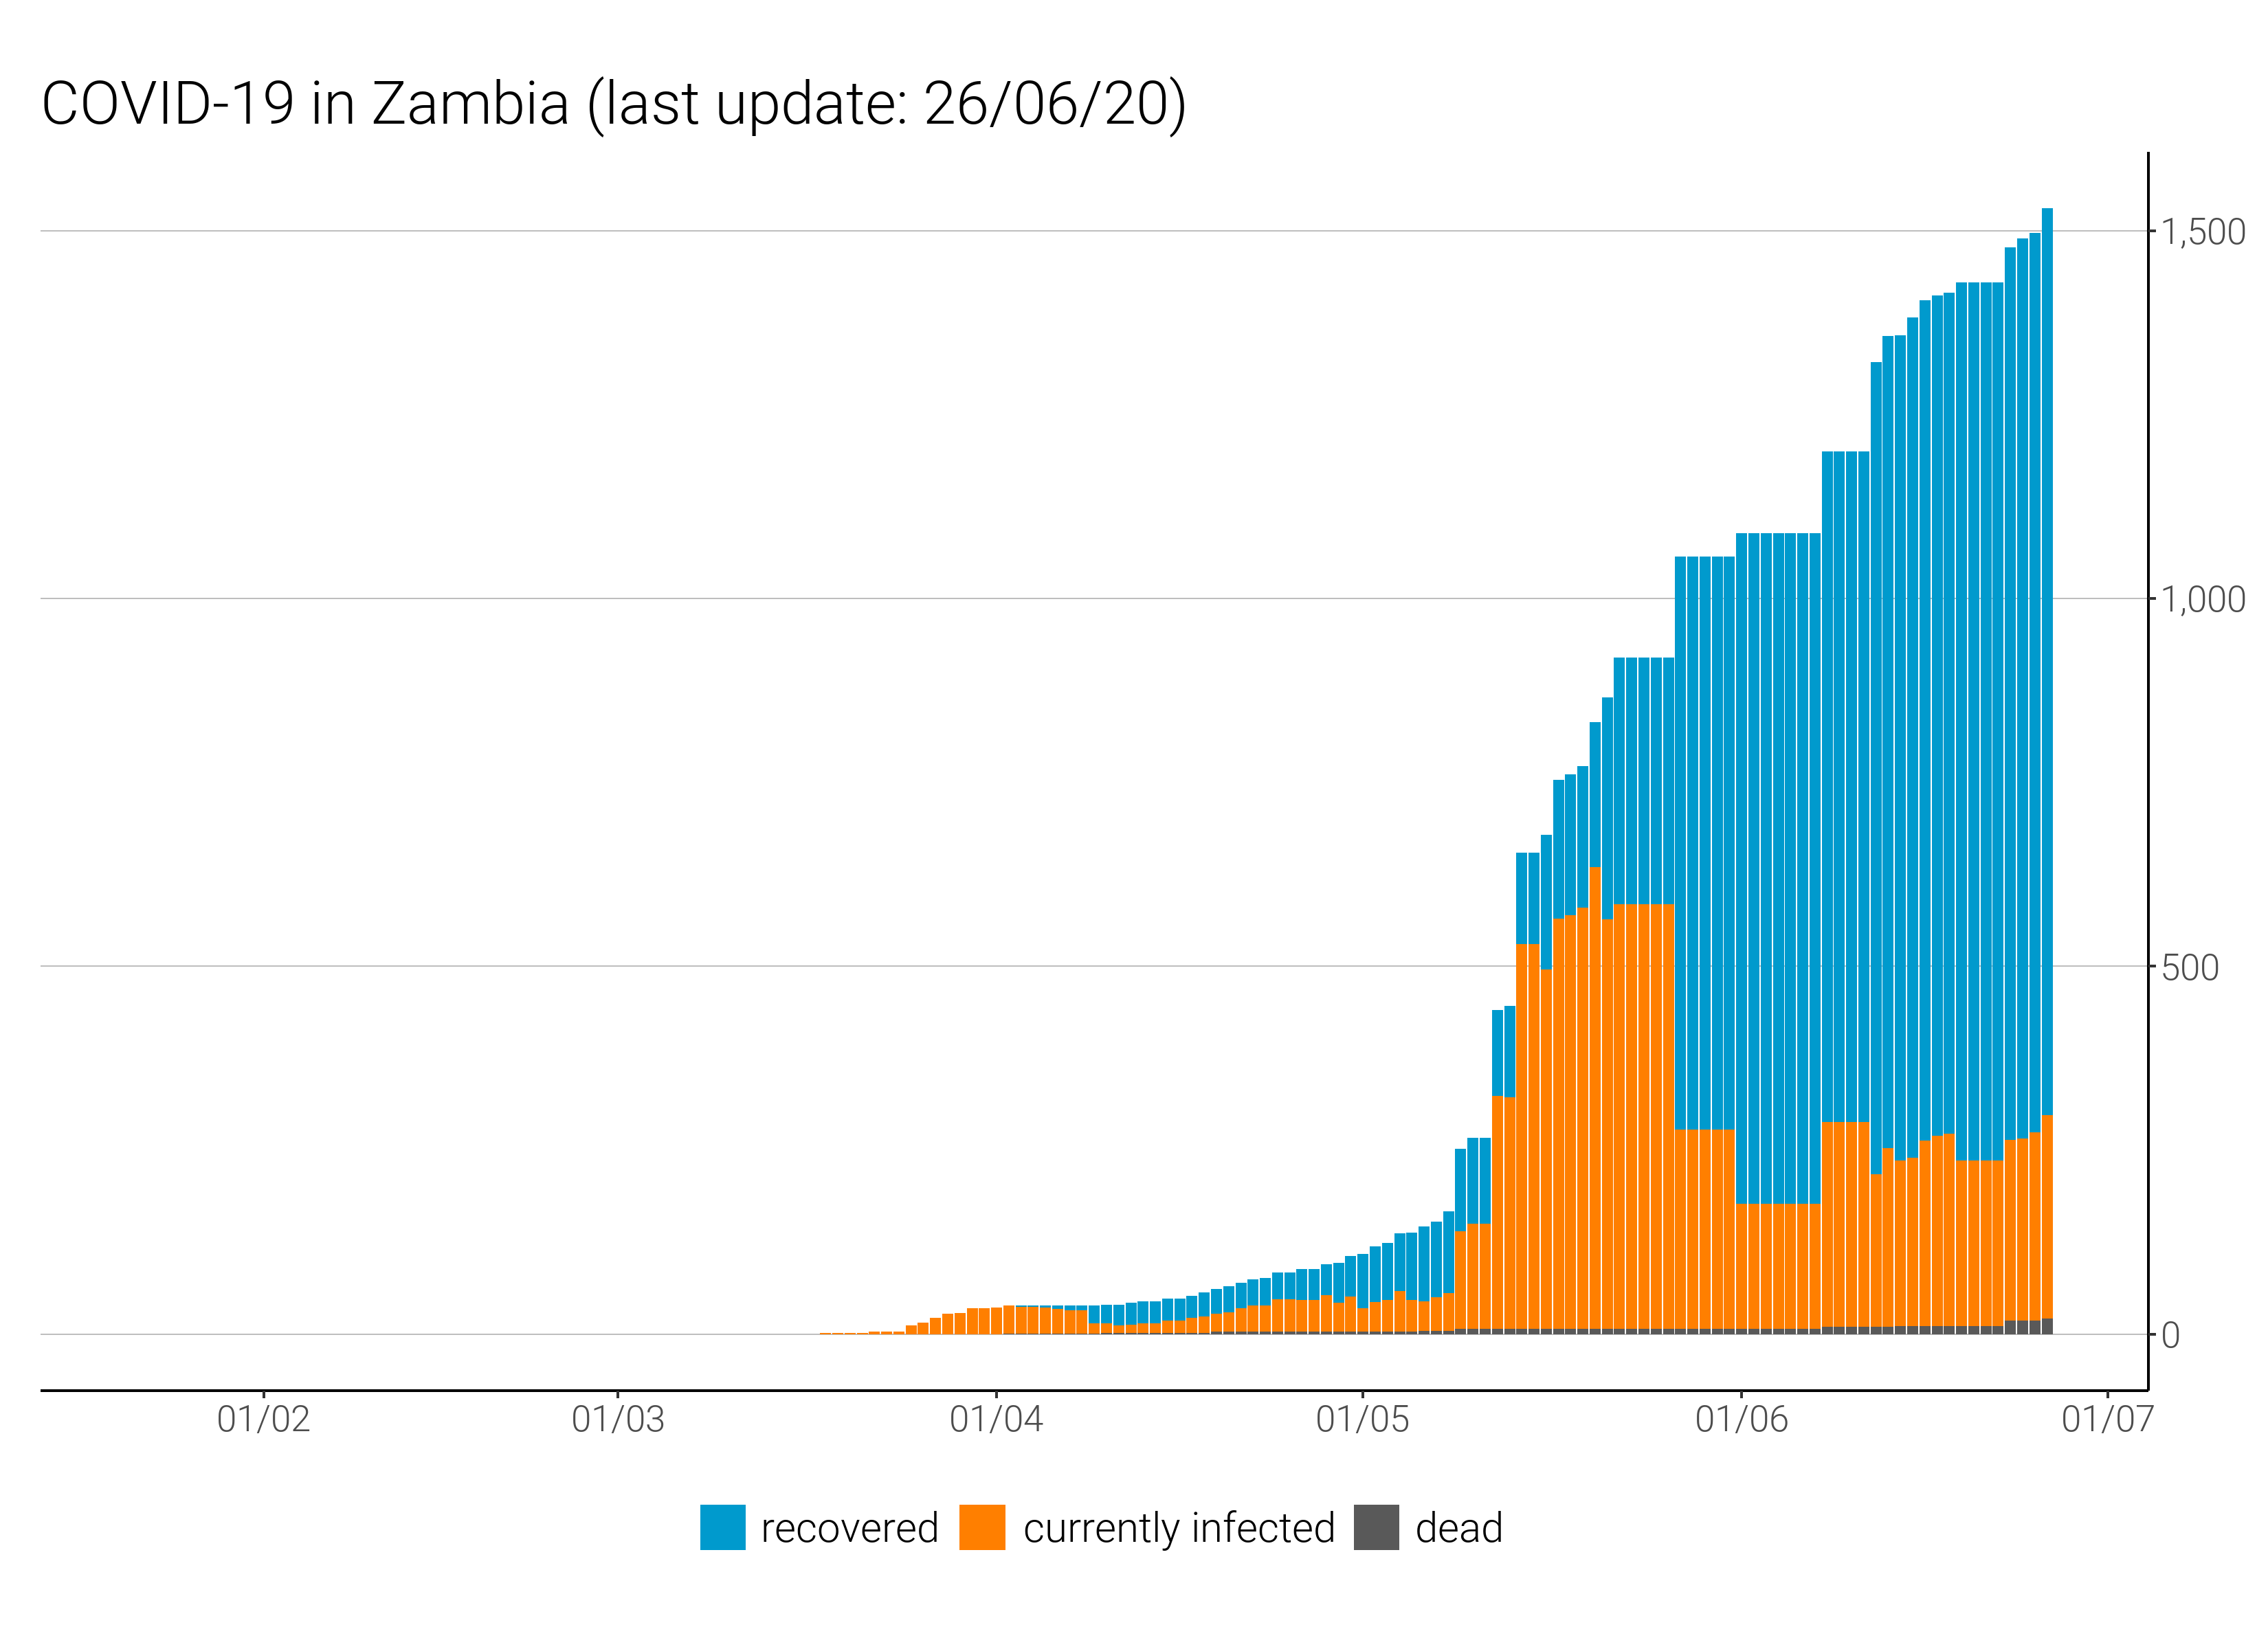 COVID-19 in Zambia (last update: 26/06/20)
1,500
1,000
500
0
01/02 01/03 01/04 01/05 01/06 01/07
recovered currently infected dead